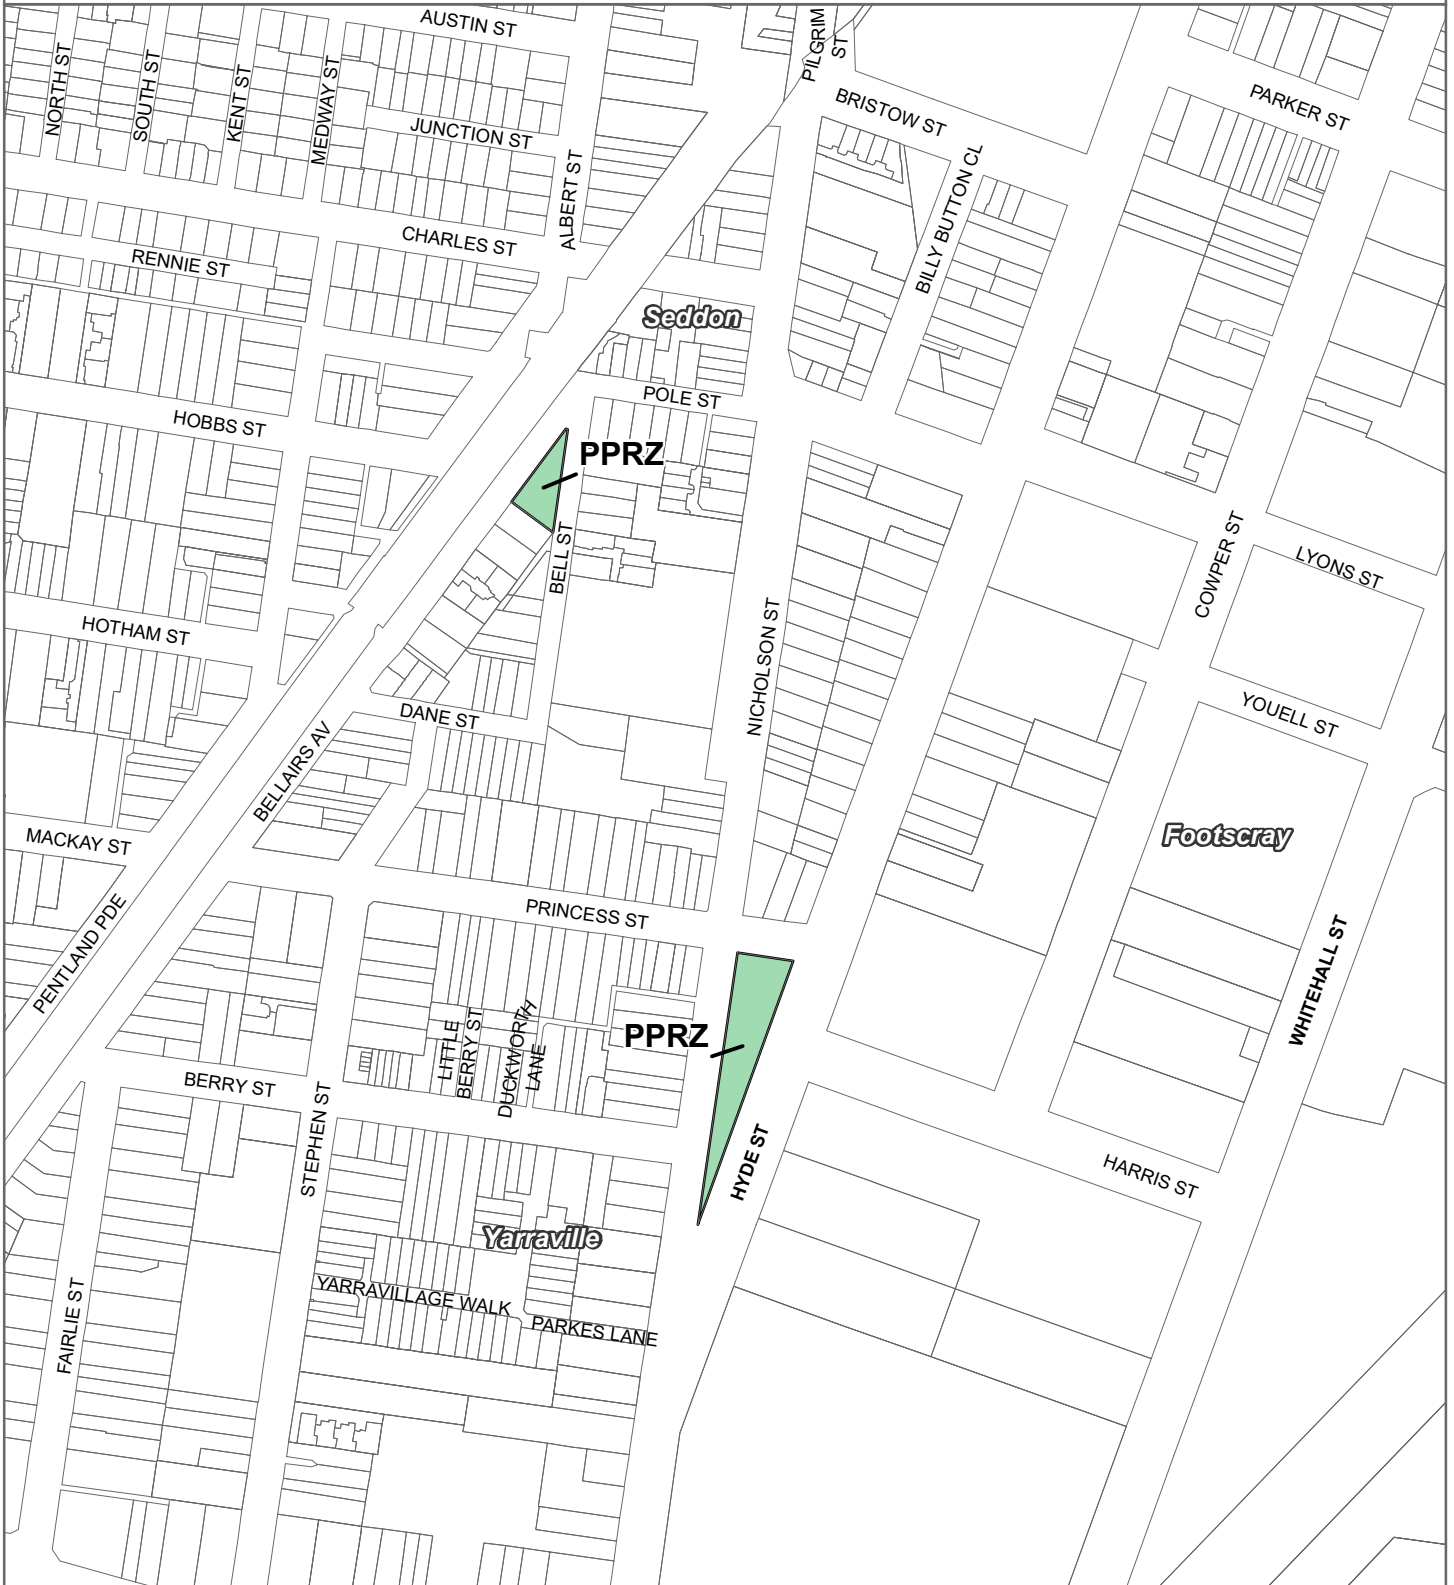 AUSTIN ST
PILGRIM
ST
NORTH ST
SOUTH ST
KENT ST
MEDWAY ST
BRISTOW ST
PARKER ST
JUNCTION ST
ALBERT ST
BILLY BUTTON CL
CHARLES ST
RENNIE ST
Seddon
POLE ST
HOBBS ST
PPRZ
BELL ST
COWPER ST
LYONS ST
HOTHAM ST
NICHOLSON ST
DANE ST
YOUELL ST
BELLAIRS AV
MACKAY ST
Footscray
PENTLAND PDE
PRINCESS ST
WHITEHALL ST
LITTLE
BERRY ST
DUCKWORTH
LANE
PPRZ
BERRY ST
STEPHEN ST
HYDE ST
HARRIS ST
Yarraville
FAIRLIE ST
YARRAVILLAGE WALK
PARKES LANE